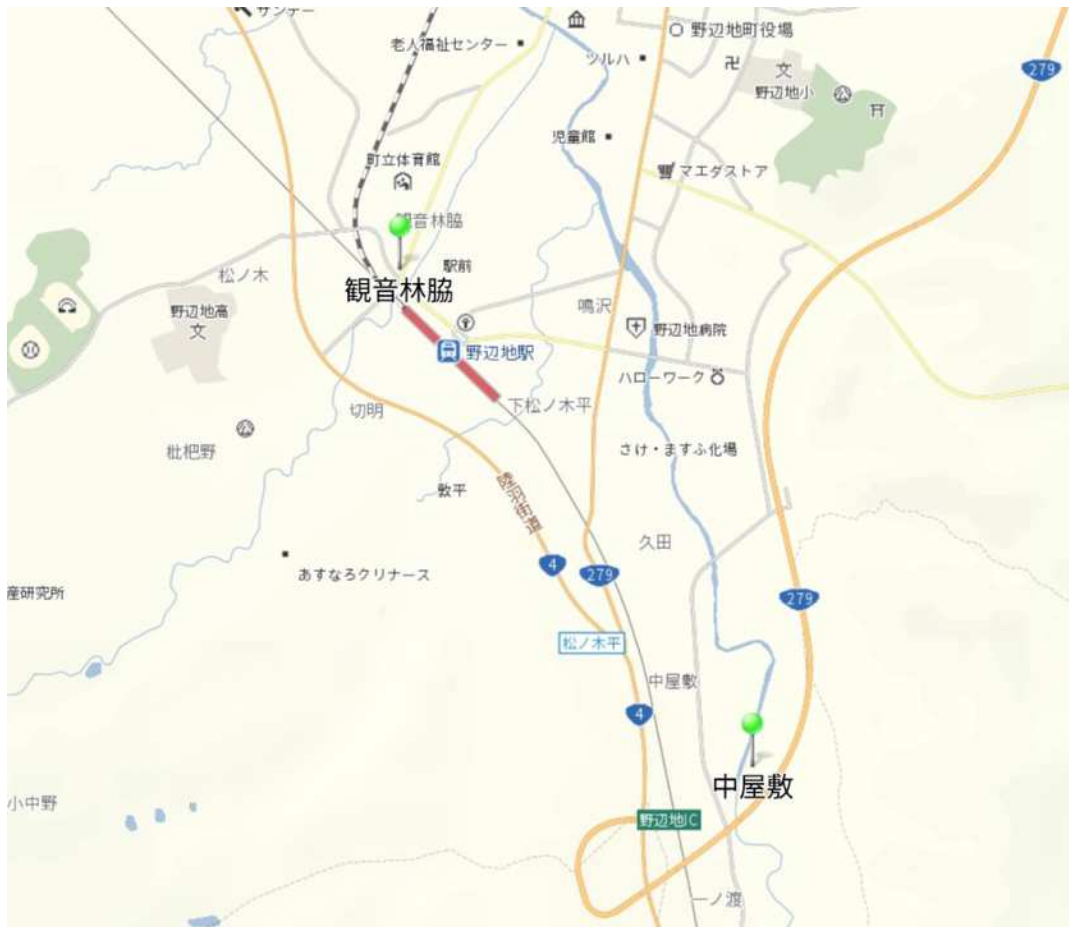 サンデー
野辺地町役場
老人福祉センター
ツルハ
279
文
野辺地小
児童館
町立体育館
マエダストア
観音林脇
駅前
松ノ木
観音林脇
鳴沢
野辺地高
文
野辺地病院
野辺地駅
ハローワーク
切明
下松ノ木平
枇杷野
さけ・ますふ化場
敦平
陸羽街道
久田
4
279
あすなろクリナース
産研究所
279
松ノ木平
中屋敷
4
中屋敷
小中野
野辺地IC
一ノ渡